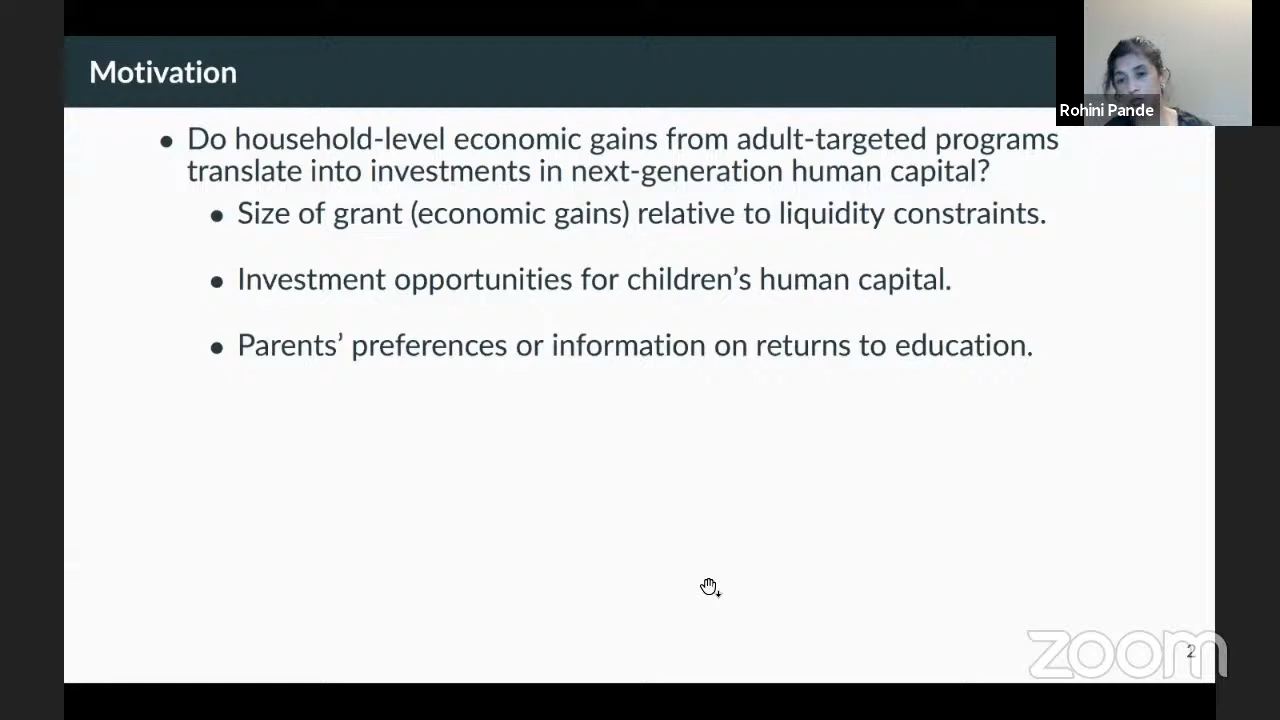 Motivation
Rohini Pande
• Do household-level economic gains from adult-targeted programs
translate into investments in next-generation human capital?
• Size of grant (economic gains) relative to liquidity constraints.
• Investment opportunities for children’s human capital.
• Parents’ preferences or information on returns to education.
zoom
2